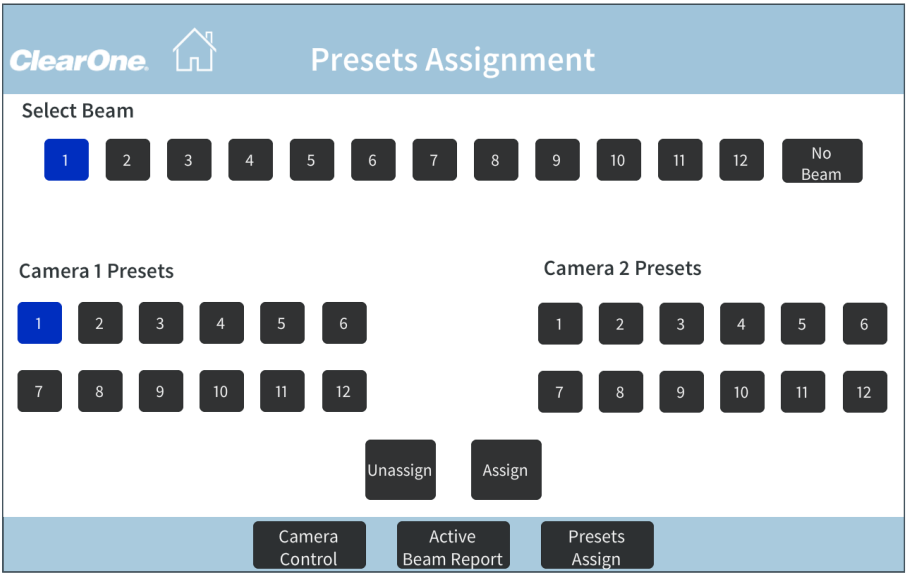 ClearOne.
Presets Assignment
Select Beam
1 2 3 4 5 6 7 8 9 10 11 12 No
Beam
Camera 1 Presets
Camera 2 Presets
1 2 3 4 5 6
1 2 3 4 5 6
7 8 9 10 11 12
7 8 9 10 11 12
Unassign Assign
Camera
Control
Active
Beam Report
Presets
Assign